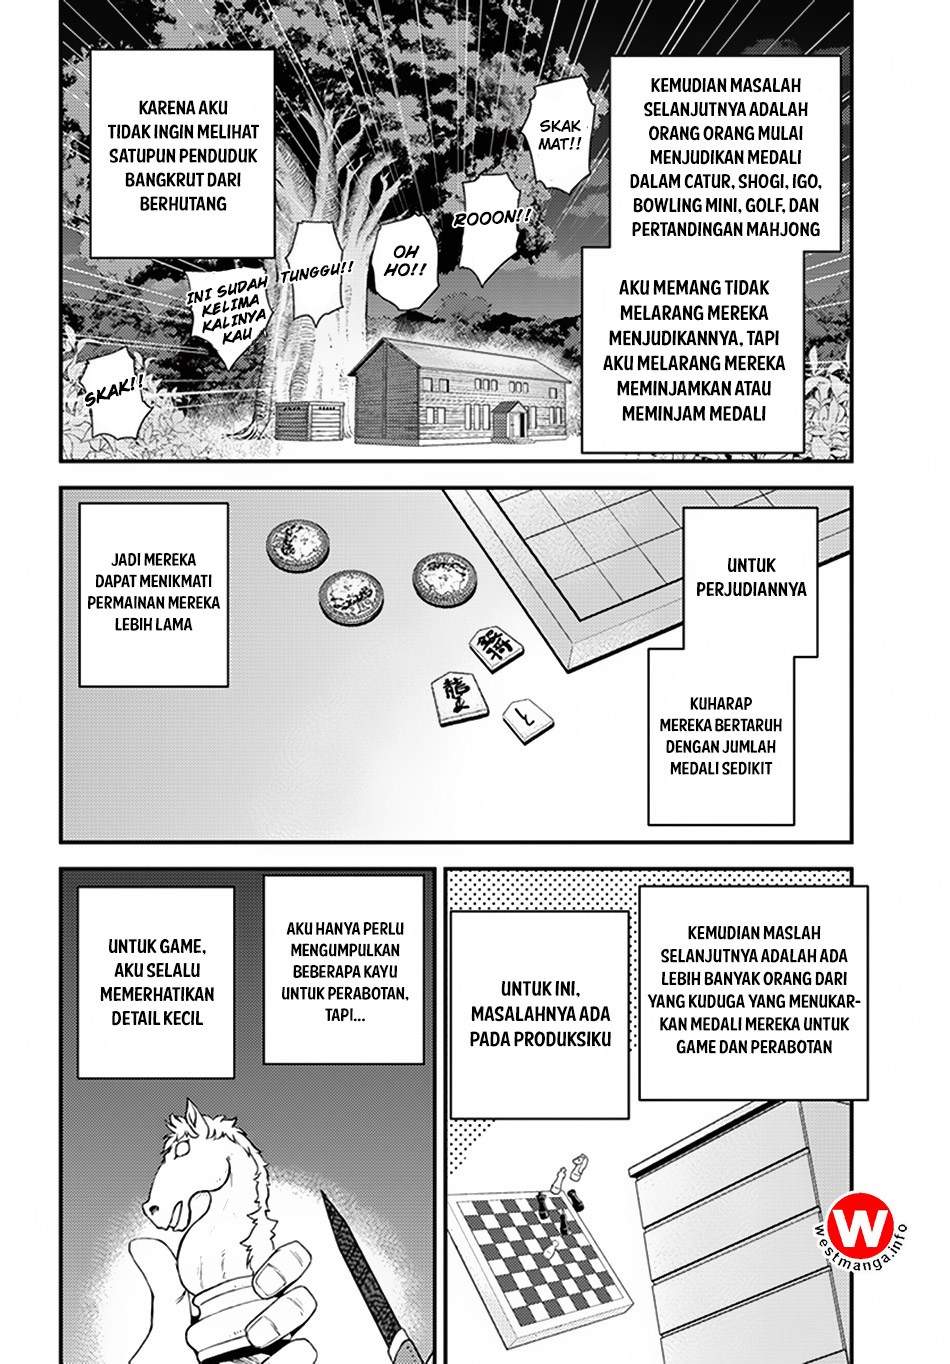 KEMUDIAN MASALAH
SELANJUTNYA ADALAH
ORANG ORANG MULAI
MENJUDIKAN MEDALI
DALAM CATUR, SHOGI, IGO,
BOWLING MINI, GOLF, DAN
PERTANDINGAN MAHJONG
AKU MEMANG TIDAK
MELARANG MEREKA
MENJUDIKANNYA, TAPI
AKU MELARANG MEREKA
MEMINJAMKAN ATAU
MEMINJAM MEDALI
SKAK
MAT!!
ROOON!!
OH
HO!!
TUNGGU!!
INI SUDAH
KELIMA
KALINYA
KAU
SKAK!!
KARENA AKU
TIDAK INGIN MELIHAT
SATUPUN PENDUDUK
BANGKRUT DARI
BERHUTANG
UNTUK
PERJUDIANNYA
KUHARAP
MEREKA BERTARUH
DENGAN JUMLAH
MEDALI SEDIKIT
銀将
と
JADI MEREKA
DAPAT MENIKMATI
PERMAINAN MEREKA
LEBIH LAMA
KEMUDIAN MASLAH
SELANJUTNYA ADALAH ADA
LEBIH BANYAK ORANG DARI
YANG KUDUGA YANG MENUKAR-
KAN MEDALI MEREKA UNTUK
GAME DAN PERABOTAN
UNTUK INI,
MASALAHNYA ADA
PADA PRODUKSIKU
AKU HANYA PERLU
MENGUMPULKAN
BEBERAPA KAYU
UNTUK PERABOTAN,
TAPI...
UNTUK GAME,
AKU SELALU
MEMERHATIKAN
DETAIL KECIL
W
westmanga.info